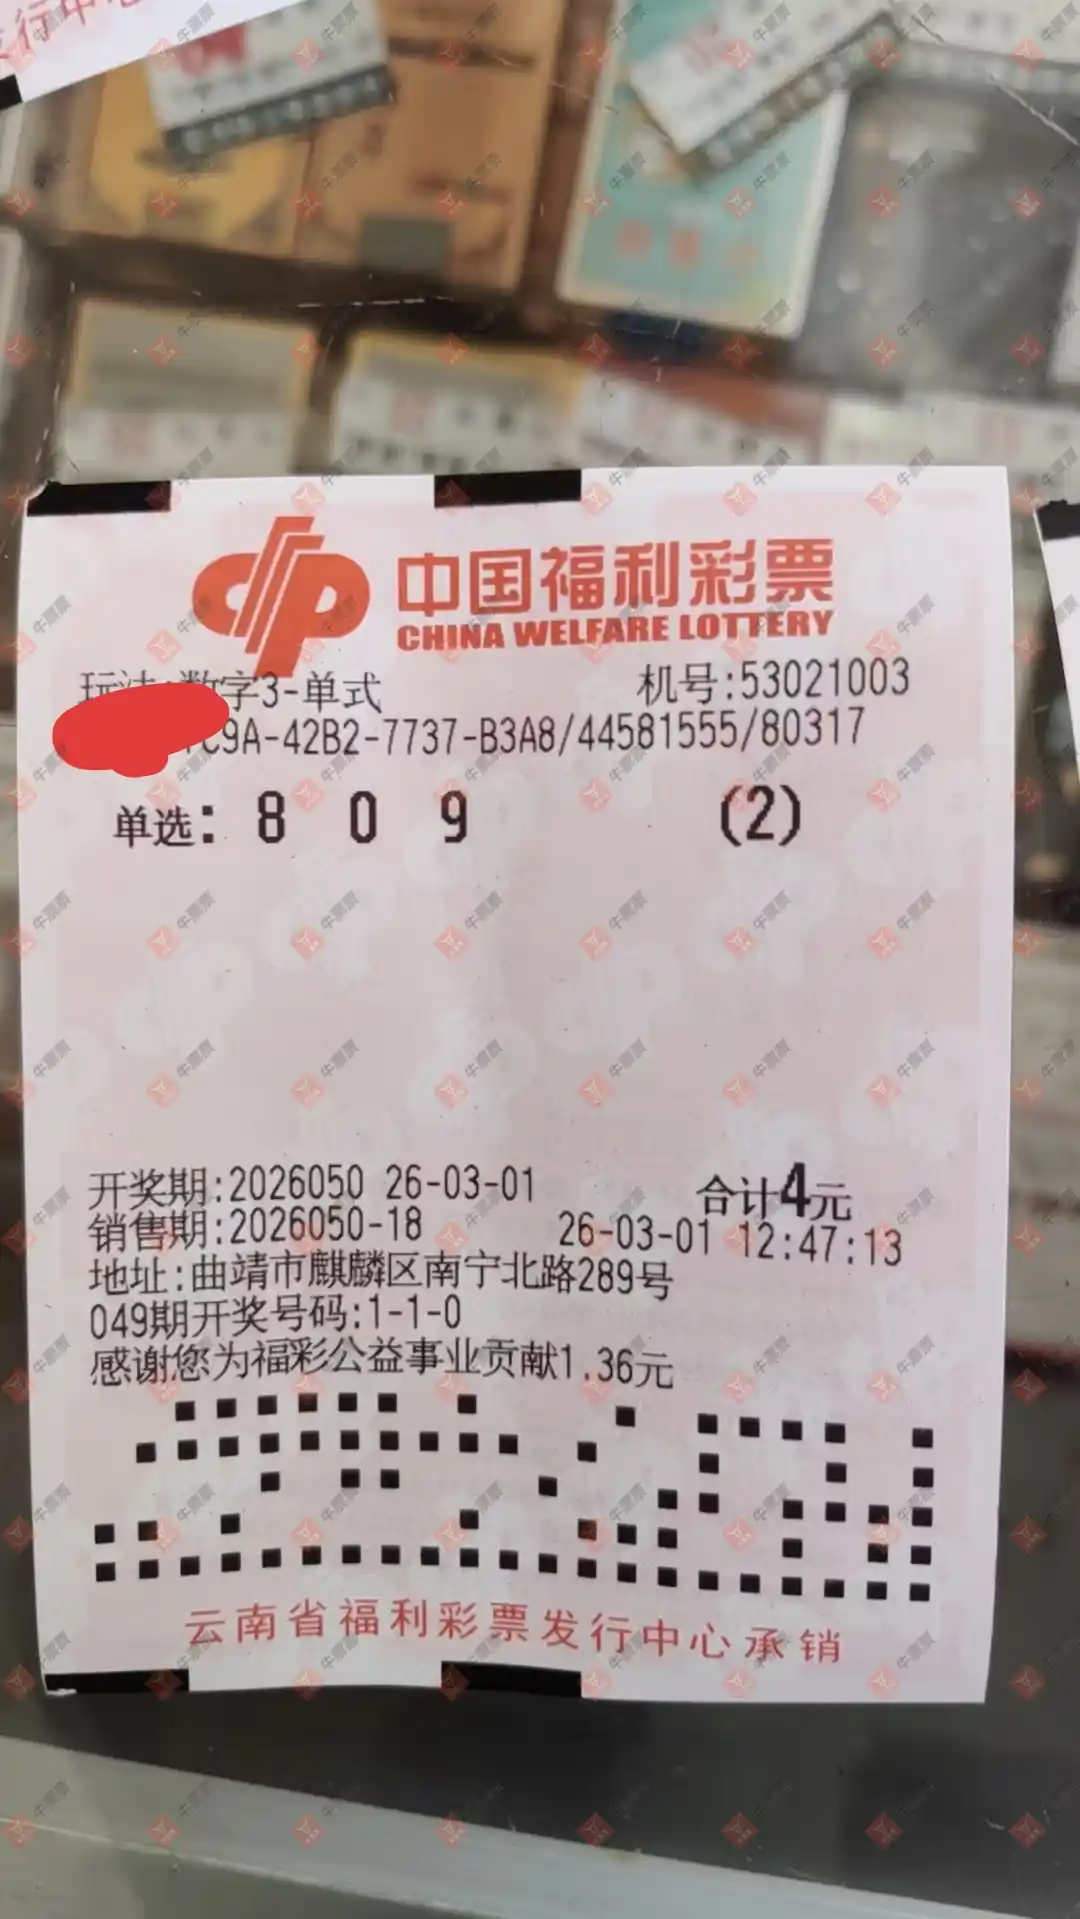 中国福利彩票
CHINA WELFARE LOTTERY
玩法:数字3-单式 机号:53021003
C9A-42B2-7737-B3A8/44581555/80317
单选: 8 0 9 (2)
开奖期:2026050 26-03-01 合计4元
销售期:2026050-18 26-03-01 12:47:13
地址:曲靖市麒麟区南宁北路289号
049期开奖号码:1-1-0
感谢您为福彩公益事业贡献1.36元
云南省福利彩票发行中心承销
牛票票